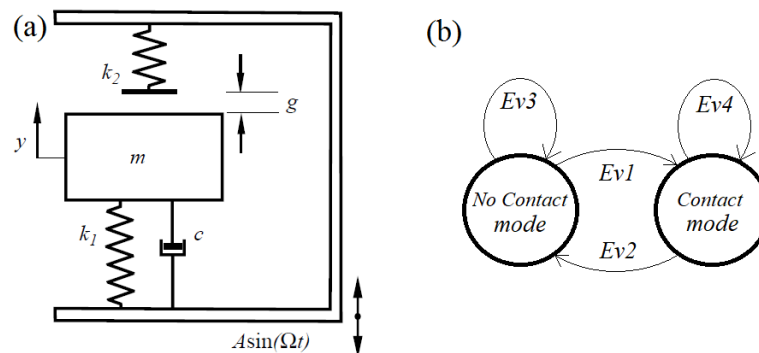 (a)
k₂
g
y
m
k₁
c
Asin(Ωt)
(b)
Ev3
Ev4
Ev1
No Contact
mode
Contact
mode
Ev2